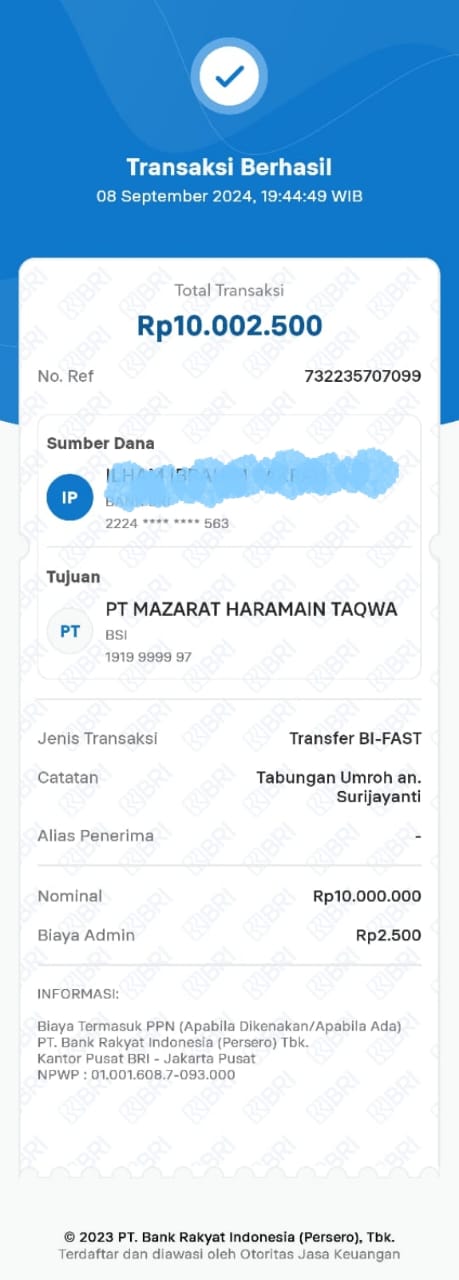 Transaksi Berhasil
08 September 2024, 19:44:49 WIB
Total Transaksi
Rp10.002.500
No. Ref 732235707099
Sumber Dana
IP
2224 **** **** 563
Tujuan
PT MAZARAT HARAMAIN TAQWA
PT
BSI
1919 9999 97
Jenis Transaksi Transfer BI-FAST
Catatan Tabungan Umroh an.
Surijayanti
Alias Penerima -
Nominal Rp10.000.000
Biaya Admin Rp2.500
INFORMASI:
Biaya Termasuk PPN (Apabila Dikenakan/Apabila Ada)
PT. Bank Rakyat Indonesia (Persero) Tbk.
Kantor Pusat BRI - Jakarta Pusat
NPWP : 01.001.608.7-093.000
© 2023 PT. Bank Rakyat Indonesia (Persero), Tbk.
Terdaftar dan diawasi oleh Otoritas Jasa Keuangan